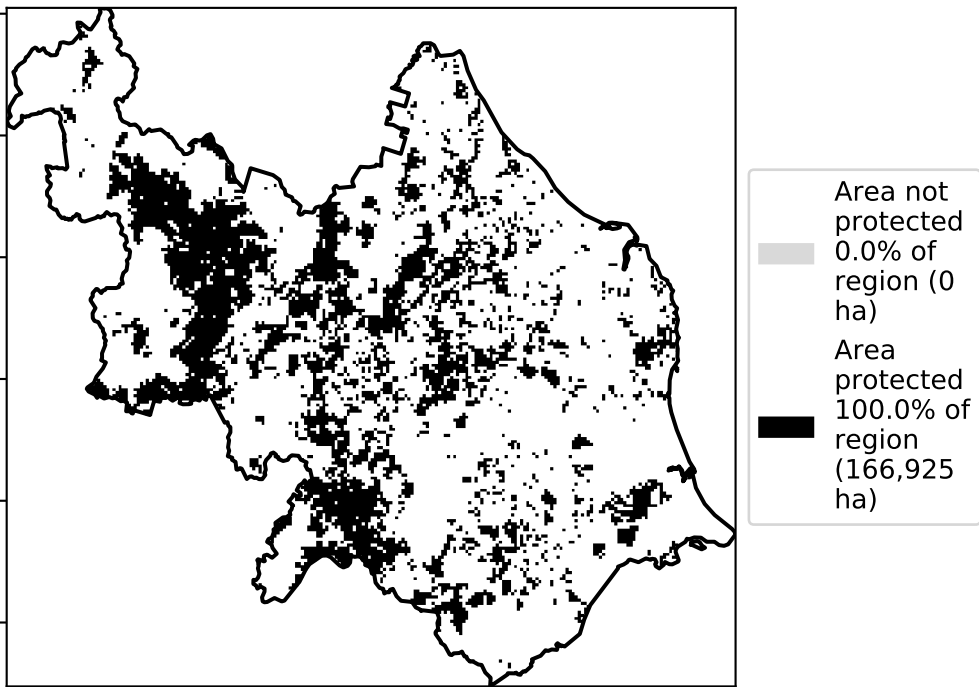 Area not
protected
0.0% of
region (0
ha)
Area
protected
100.0% of
region
(166,925
ha)